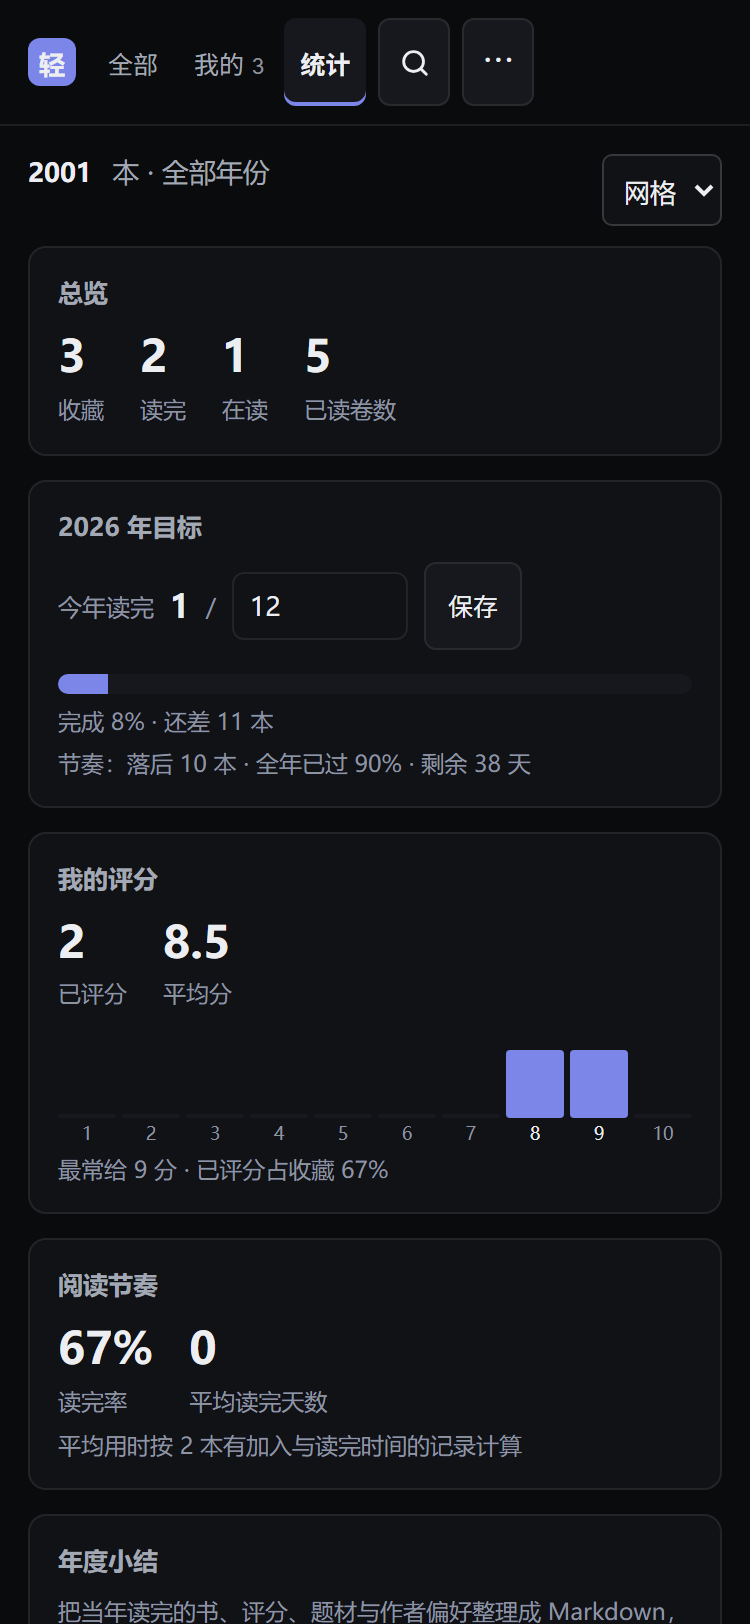 轻 全部 我的 3 统计 ···
2001 本 · 全部年份 网格
总览
3 2 1 5
收藏 读完 在读 已读卷数
2026 年目标
今年读完 1 / 12 保存
完成 8% · 还差 11 本
节奏：落后 10 本 · 全年已过 90% · 剩余 38 天
我的评分
2 8.5
已评分 平均分
1 2 3 4 5 6 7 8 9 10
最常给 9 分 · 已评分占收藏 67%
阅读节奏
67% 0
读完率 平均读完天数
平均用时按 2 本有加入与读完时间的记录计算
年度小结
把当年读完的书、评分、题材与作者偏好整理成 Markdown，